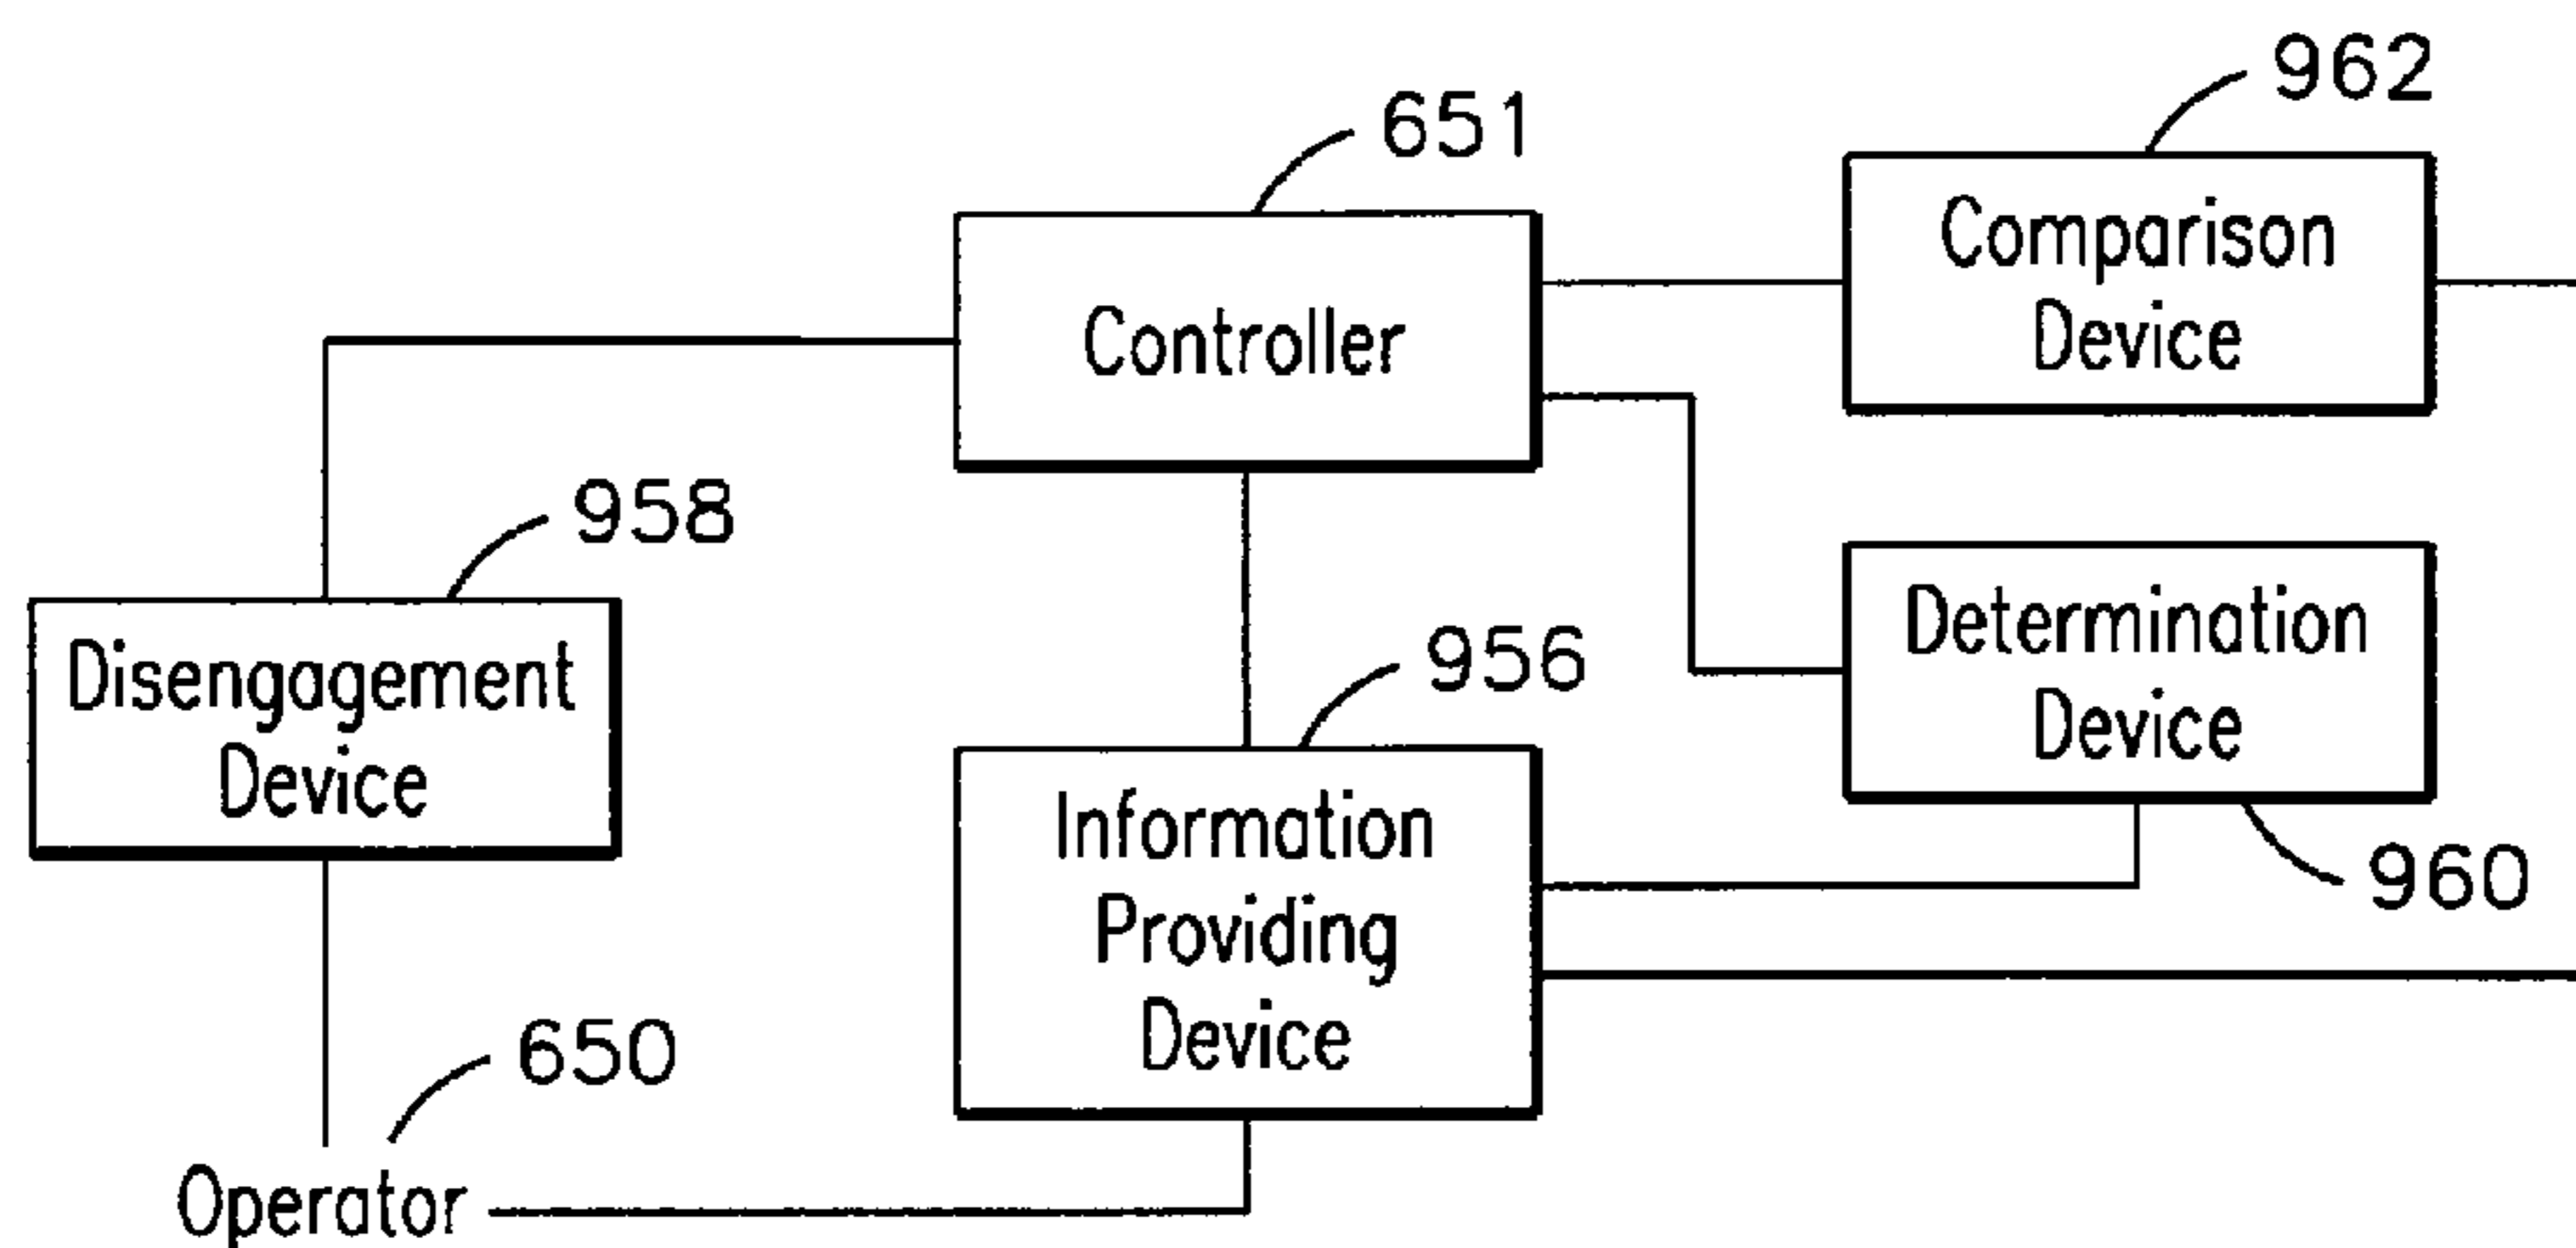 962
651
Comparison
Device
Controller
958
Determination
Device
956
Disengagement
Device
Information
Providing
Device
960
650
Operator